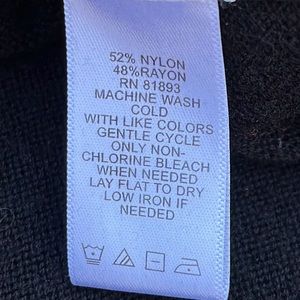 52% NYLON
48%RAYON
RN 81893
MACHINE WASH
COLD
WITH LIKE COLORS
GENTLE CYCLE
ONLY NON-
CHLORINE BLEACH
WHEN NEEDED
LAY FLAT TO DRY
LOW IRON IF
NEEDED